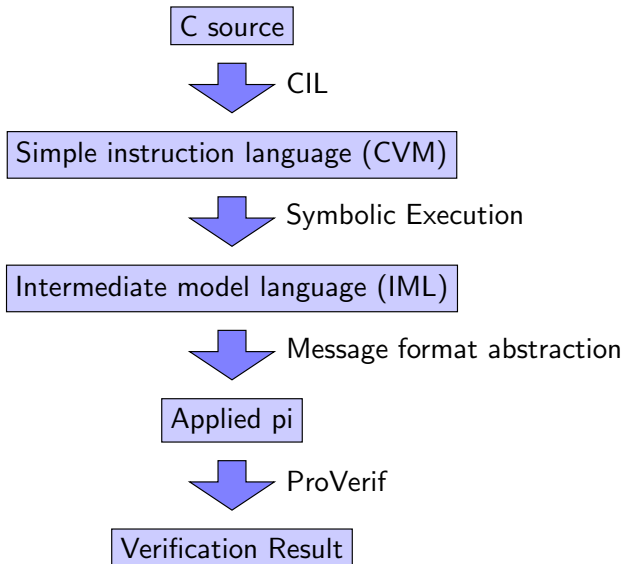 C source
CIL
Simple instruction language (CVM)
Symbolic Execution
Intermediate model language (IML)
Message format abstraction
Applied pi
ProVerif
Verification Result